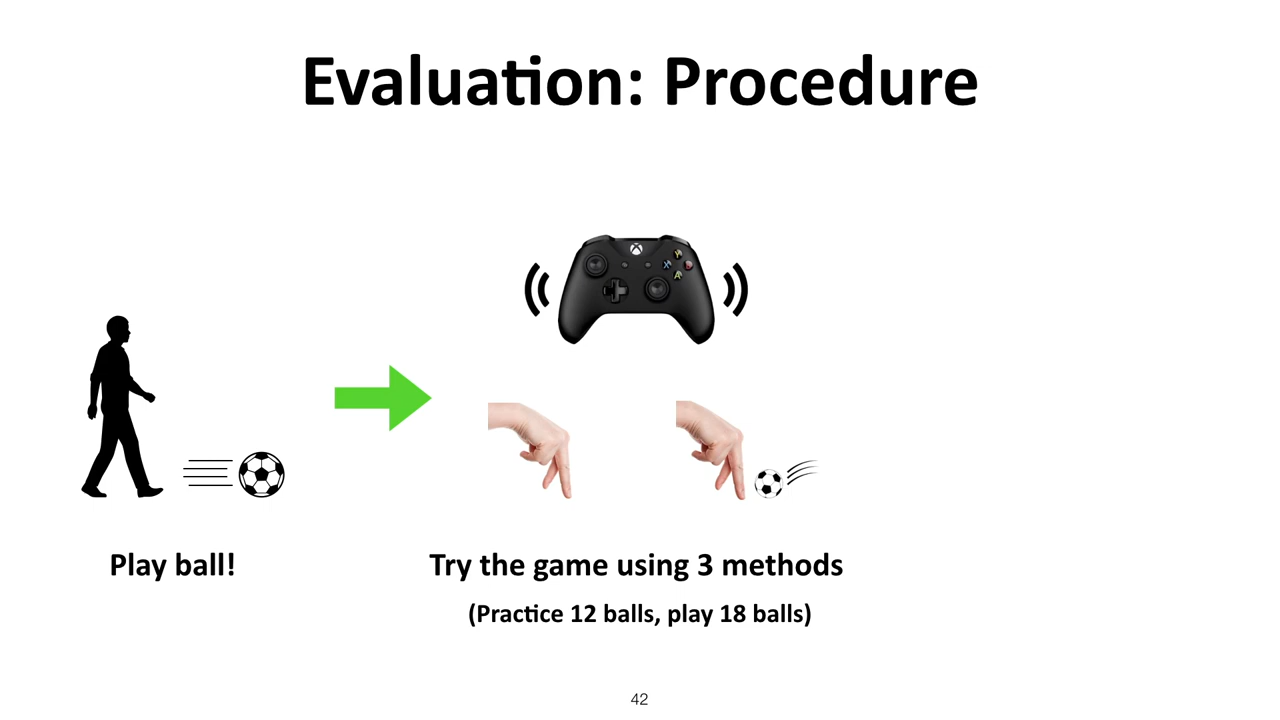 Evaluation: Procedure
Play ball!
Try the game using 3 methods
(Practice 12 balls, play 18 balls)
42